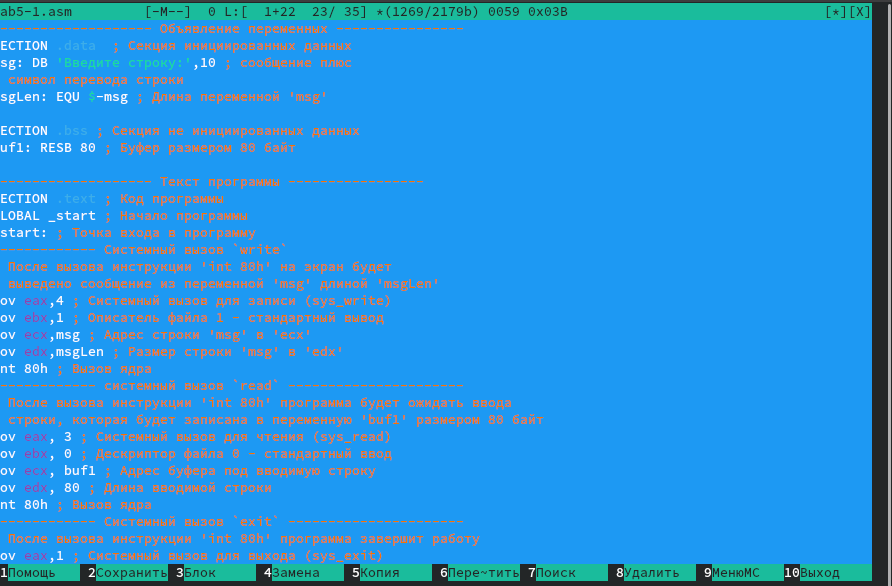 ab5-1.asm [-M--] 0 L:[ 1+22 23/ 35] *(1269/2179b) 0059 0x03B [*][X]
------------------- Объявление переменных ----------------
ECTION .data ; Секция инициированных данных
sg: DB 'Введите строку:',10 ; сообщение плюс
символ перевода строки
sgLen: EQU $-msg ; Длина переменной 'msg'
ECTION .bss ; Секция не инициированных данных
uf1: RESB 80 ; Буфер размером 80 байт
------------------- Текст программы -----------------
ECTION .text ; Код программы
LOBAL _start ; Начало программы
start: ; Точка входа в программу
------------ Системный вызов `write`
После вызова инструкции 'int 80h' на экран будет
выведено сообщение из переменной 'msg' длиной 'msgLen'
ov eax,4 ; Системный вызов для записи (sys_write)
ov ebx,1 ; Описатель файла 1 - стандартный вывод
ov ecx,msg ; Адрес строки 'msg' в 'ecx'
ov edx,msgLen ; Размер строки 'msg' в 'edx'
nt 80h ; Вызов ядра
------------ системный вызов `read` ----------------------
После вызова инструкции 'int 80h' программа будет ожидать ввода
строки, которая будет записана в переменную 'buf1' размером 80 байт
ov eax, 3 ; Системный вызов для чтения (sys_read)
ov ebx, 0 ; Дескриптор файла 0 - стандартный ввод
ov ecx, buf1 ; Адрес буфера под вводимую строку
ov edx, 80 ; Длина вводимой строки
nt 80h ; Вызов ядра
------------ Системный вызов `exit` ----------------------
После вызова инструкции 'int 80h' программа завершит работу
ov eax,1 ; Системный вызов для выхода (sys_exit)
1Помощь 2Сохранить 3Блок 4Замена 5Копия 6Пере~тить 7Поиск 8Удалить 9МенюМС 10Выход